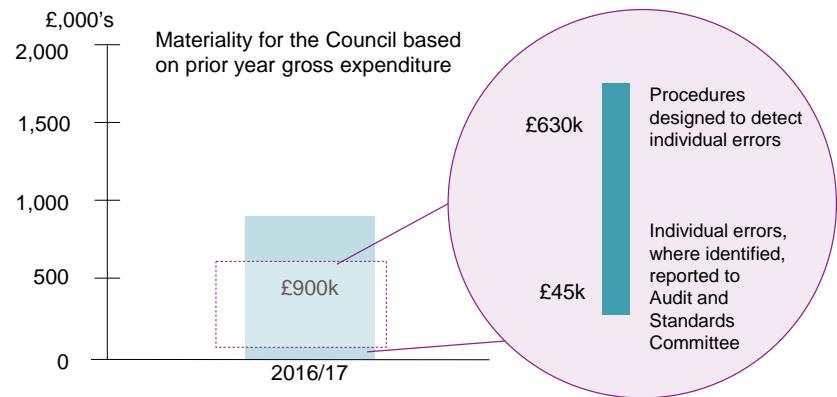 £,000's
2,000
1,500
1,000
500
0
Materiality for the Council based
on prior year gross expenditure
£900k
2016/17
£630k
Procedures
designed to detect
individual errors
£45k
Individual errors,
where identified,
reported to
Audit and
Standards
Committee